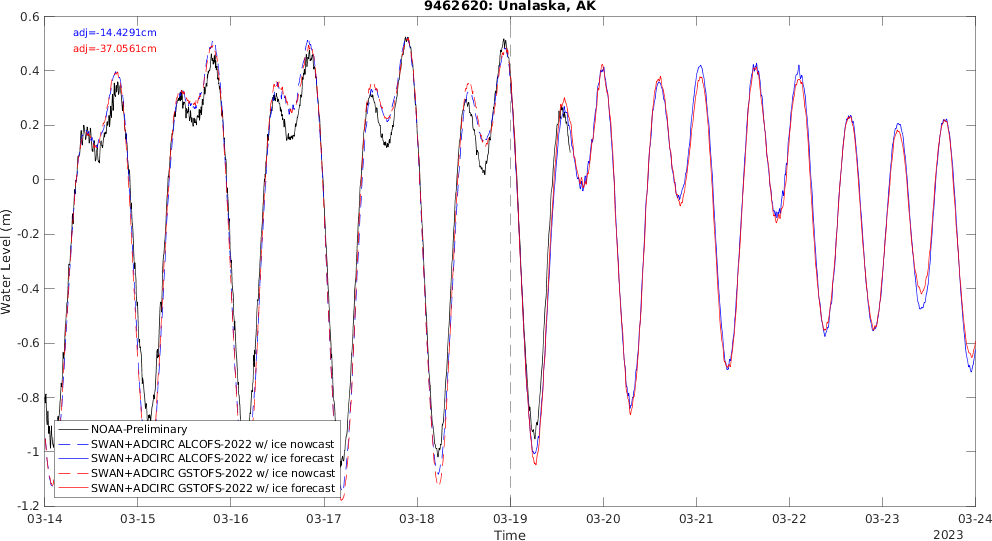 9462620: Unalaska, AK
adj=-14.4291cm
adj=-37.0561cm
Water Level (m)
0.6
0.4
0.2
0
-0.2
-0.4
-0.6
-0.8
-1
-1.2
NOAA-Preliminary
SWAN+ADCIRC ALCOFS-2022 w/ ice nowcast
SWAN+ADCIRC ALCOFS-2022 w/ ice forecast
SWAN+ADCIRC GSTOFS-2022 w/ ice nowcast
SWAN+ADCIRC GSTOFS-2022 w/ ice forecast
03-14 03-15 03-16 03-17 03-18 03-19 03-20 03-21 03-22 03-23 03-24
Time
2023